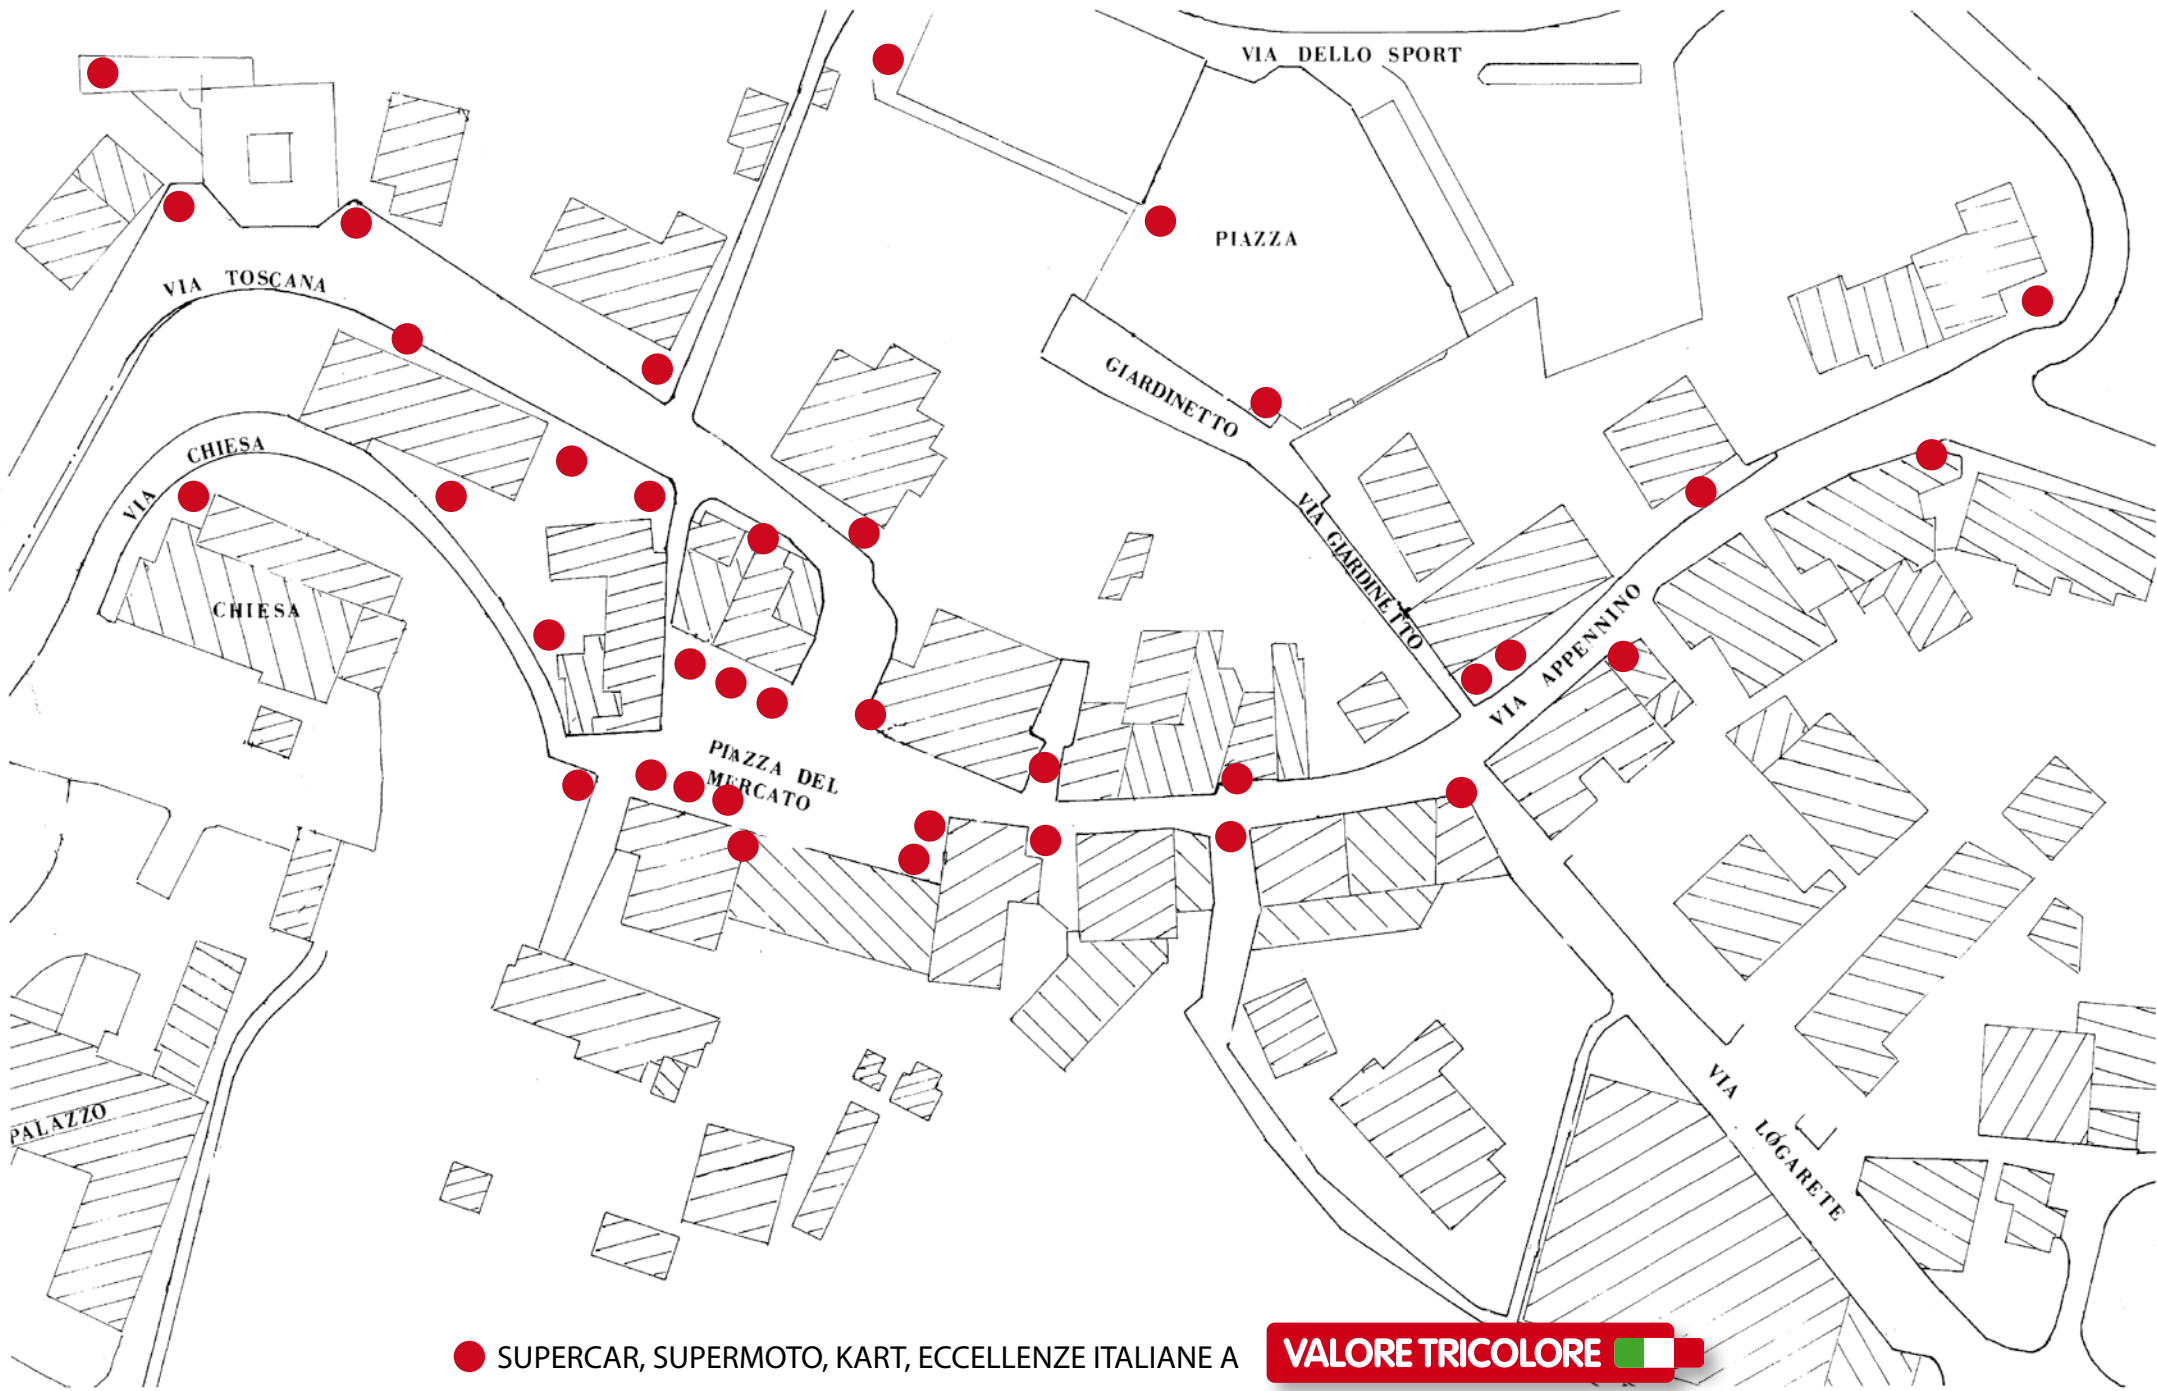 VIA DELLO SPORT
PIAZZA
VIA TOSCANA
GIARDINETTO
VIA CHIESA
VIA GIARDINETTO
CHIESA
VIA APPENNINO
PIAZZA DEL
MERCATO
VIA LOGARETE
PALAZZO
SUPERCAR, SUPERMOTO, KART, ECCELLENZE ITALIANE A
VALORE TRICOLORE